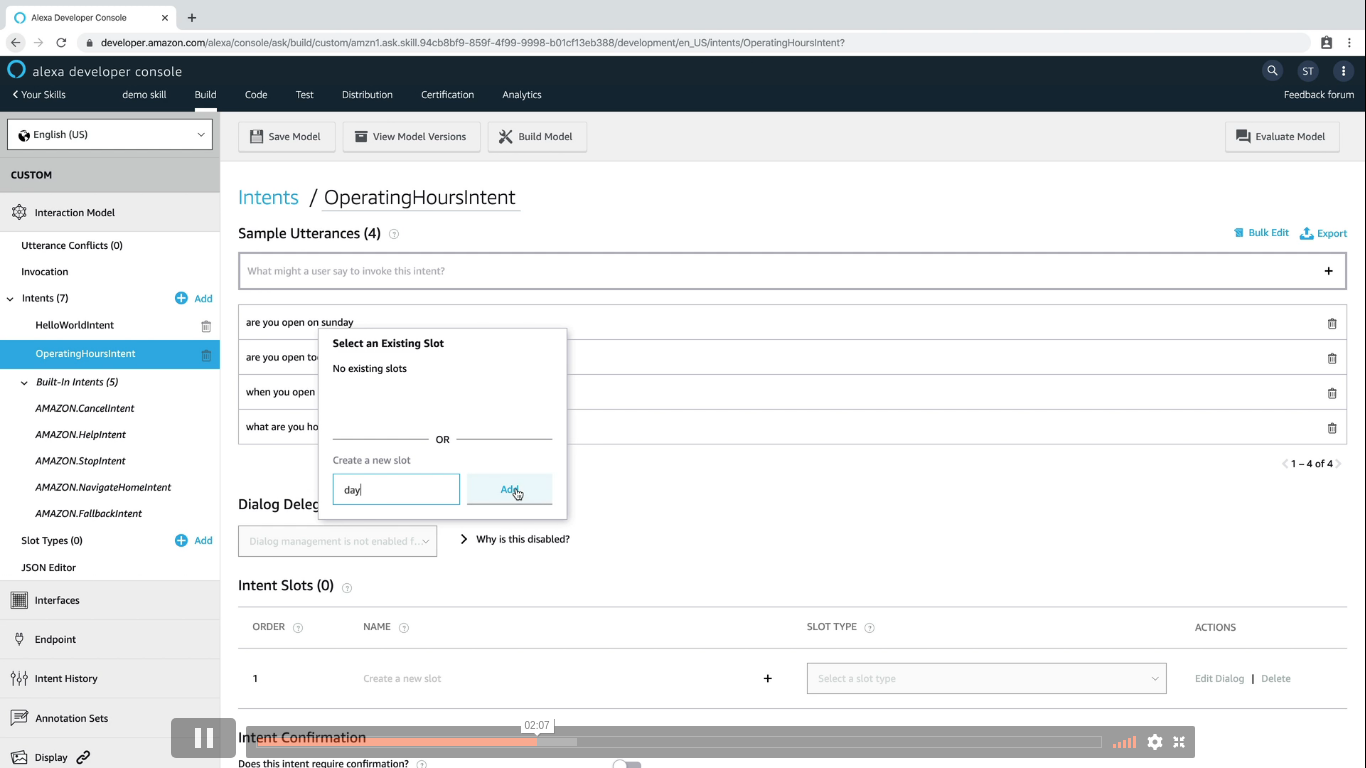 Alexa Developer Console
developer.amazon.com/alexa/console/ask/build/custom/amzn1.ask.skill.94cb8bf9-859f-4f99-9998-b01cf13eb388/development/en_US/intents/OperatingHoursIntent?
alexa developer console
ST
Your Skills
demo skill
Build
Code
Test
Distribution
Certification
Analytics
Feedback forum
English (US)
Save Model
View Model Versions
Build Model
Evaluate Model
CUSTOM
Interaction Model
Utterance Conflicts (0)
Invocation
Intents (7)
Add
HelloWorldIntent
OperatingHoursIntent
Built-In Intents (5)
AMAZON.CancelIntent
AMAZON.HelpIntent
AMAZON.StopIntent
AMAZON.NavigateHomeIntent
AMAZON.FallbackIntent
Slot Types (0)
Add
JSON Editor
Interfaces
Endpoint
Intent History
Annotation Sets
Display
Intents / OperatingHoursIntent
Sample Utterances (4)
Bulk Edit
Export
What might a user say to invoke this intent?
are you open on sunday
are you open to
when you open
what are you ho
1 – 4 of 4
Select an Existing Slot
No existing slots
OR
Create a new slot
day
Add
Dialog Deleg
Dialog management is not enabled f...
Why is this disabled?
Intent Slots (0)
ORDER
NAME
SLOT TYPE
ACTIONS
1
Create a new slot
Select a slot type
Edit Dialog | Delete
02:07
Intent Confirmation
Does this intent require confirmation?